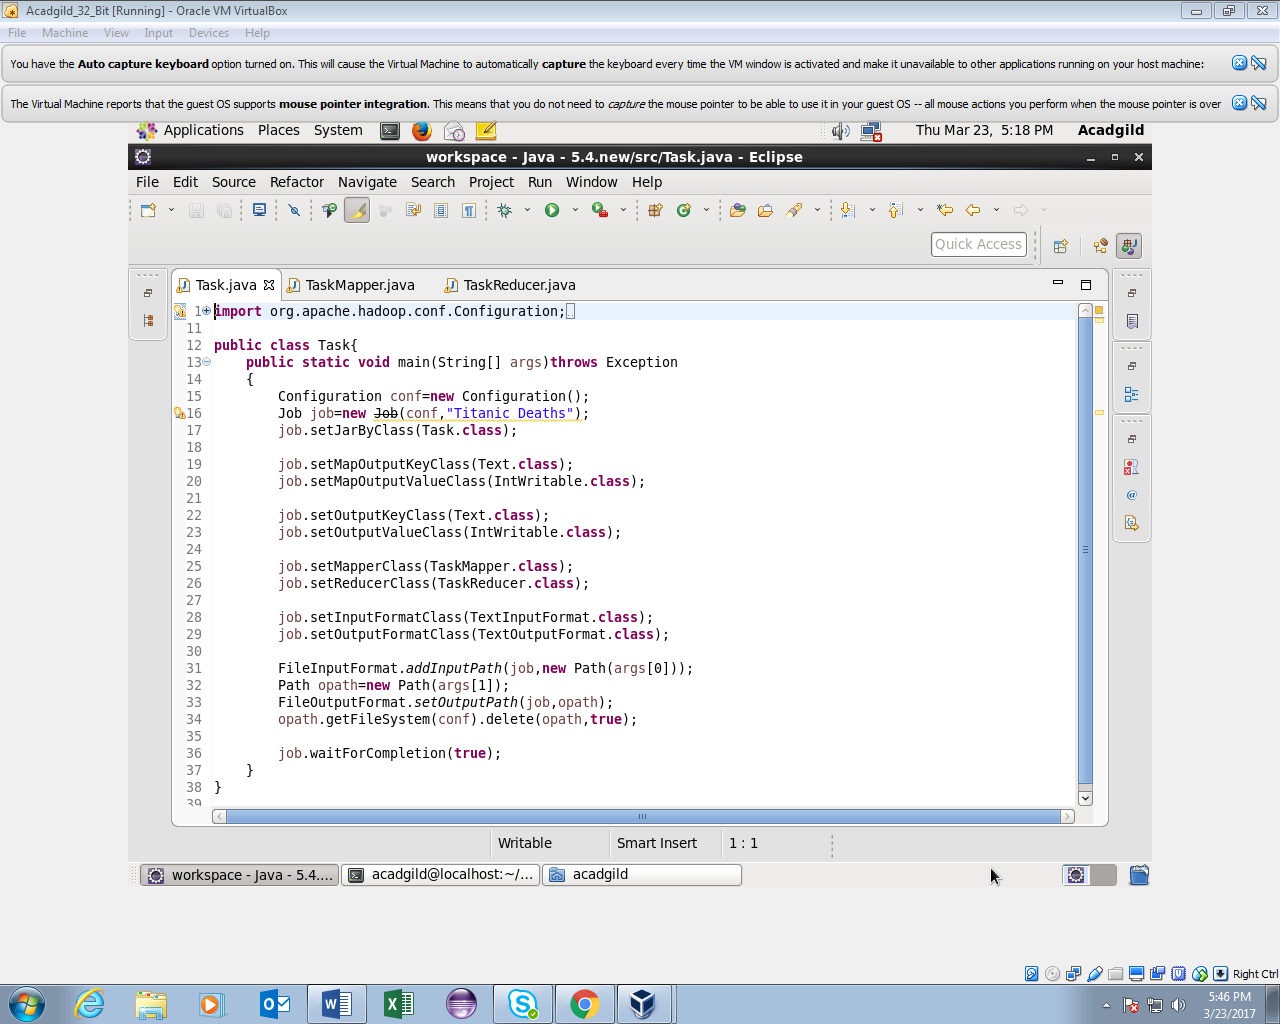 Acadgild_32_Bit [Running] - Oracle VM VirtualBox
File Machine View Input Devices Help
You have the Auto capture keyboard option turned on. This will cause the Virtual Machine to automatically capture the keyboard every time the VM window is activated and make it unavailable to other applications running on your host machine:
The Virtual Machine reports that the guest OS supports mouse pointer integration. This means that you do not need to capture the mouse pointer to be able to use it in your guest OS -- all mouse actions you perform when the mouse pointer is over
Applications Places System Thu Mar 23, 5:18 PM Acadgild
workspace - Java - 5.4.new/src/Task.java - Eclipse
File Edit Source Refactor Navigate Search Project Run Window Help
Quick Access
Task.java TaskMapper.java TaskReducer.java
1 import org.apache.hadoop.conf.Configuration;
11
12 public class Task{
13 public static void main(String[] args)throws Exception
14 {
15 Configuration conf=new Configuration();
16 Job job=new Job(conf,"Titanic Deaths");
17 job.setJarByClass(Task.class);
18
19 job.setMapOutputKeyClass(Text.class);
20 job.setMapOutputValueClass(IntWritable.class);
21
22 job.setOutputKeyClass(Text.class);
23 job.setOutputValueClass(IntWritable.class);
24
25 job.setMapperClass(TaskMapper.class);
26 job.setReducerClass(TaskReducer.class);
27
28 job.setInputFormatClass(TextInputFormat.class);
29 job.setOutputFormatClass(TextOutputFormat.class);
30
31 FileInputFormat.addInputPath(job,new Path(args[0]));
32 Path opath=new Path(args[1]);
33 FileOutputFormat.setOutputPath(job,opath);
34 opath.getFileSystem(conf).delete(opath,true);
35
36 job.waitForCompletion(true);
37 }
38 }
39
Writable Smart Insert 1 : 1
workspace - Java - 5.4.... acadgild@localhost:~/... acadgild
Right Ctrl
5:46 PM
3/23/2017